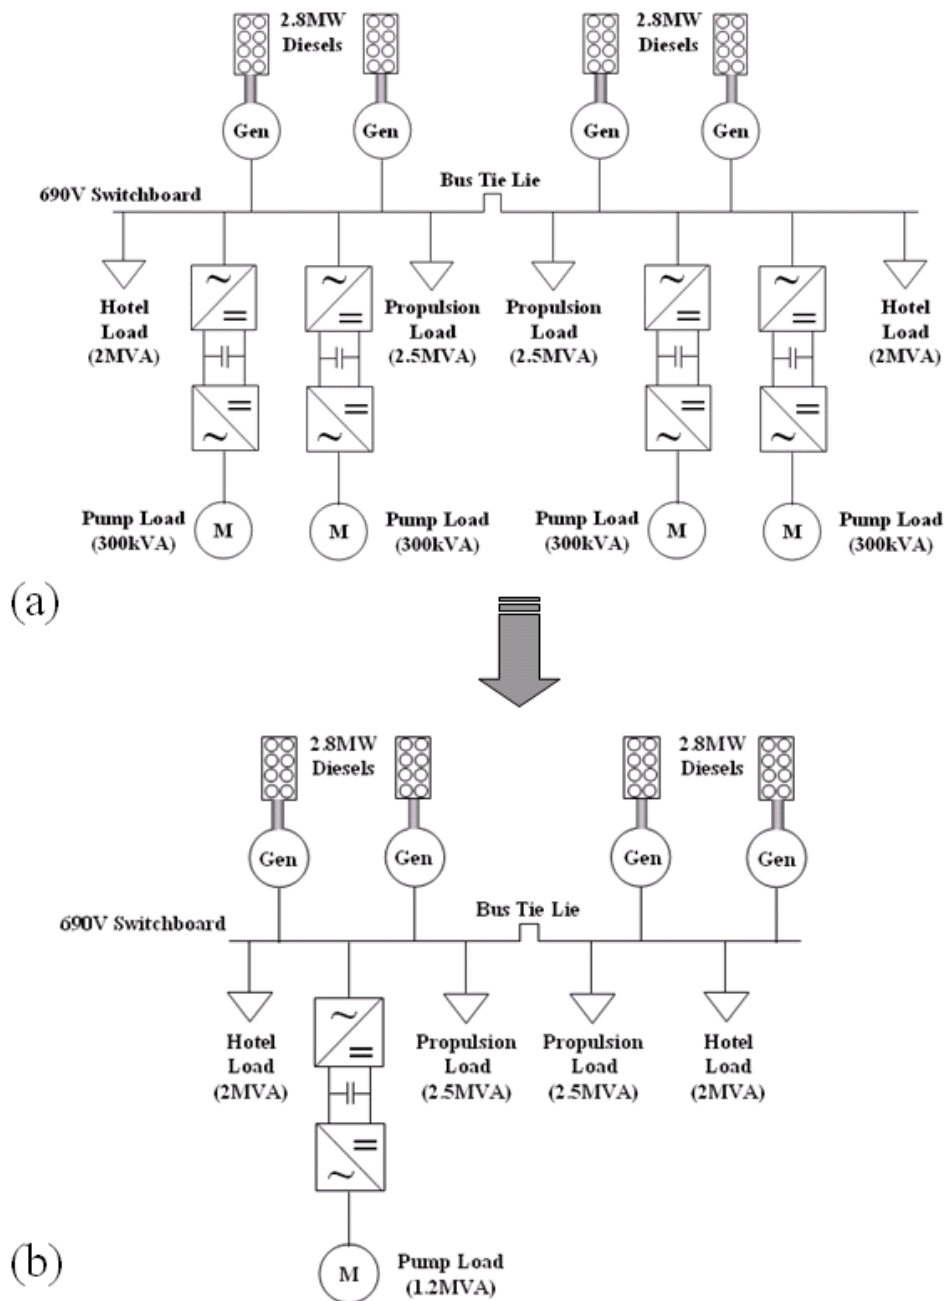 2.8MW
Diesels
2.8MW
Diesels
Gen
Gen
Gen
Gen
Bus Tie Lie
690V Switchboard
Hotel
Load
(2MVA)
Propulsion
Load
(2.5MVA)
Propulsion
Load
(2.5MVA)
Hotel
Load
(2MVA)
Pump Load
(300kVA)
M
M
Pump Load
(300kVA)
Pump Load
(300kVA)
M
M
Pump Load
(300kVA)
(a)
2.8MW
Diesels
2.8MW
Diesels
Gen
Gen
Gen
Gen
Bus Tie Lie
690V Switchboard
Hotel
Load
(2MVA)
Propulsion
Load
(2.5MVA)
Propulsion
Load
(2.5MVA)
Hotel
Load
(2MVA)
M
Pump Load
(1.2MVA)
(b)